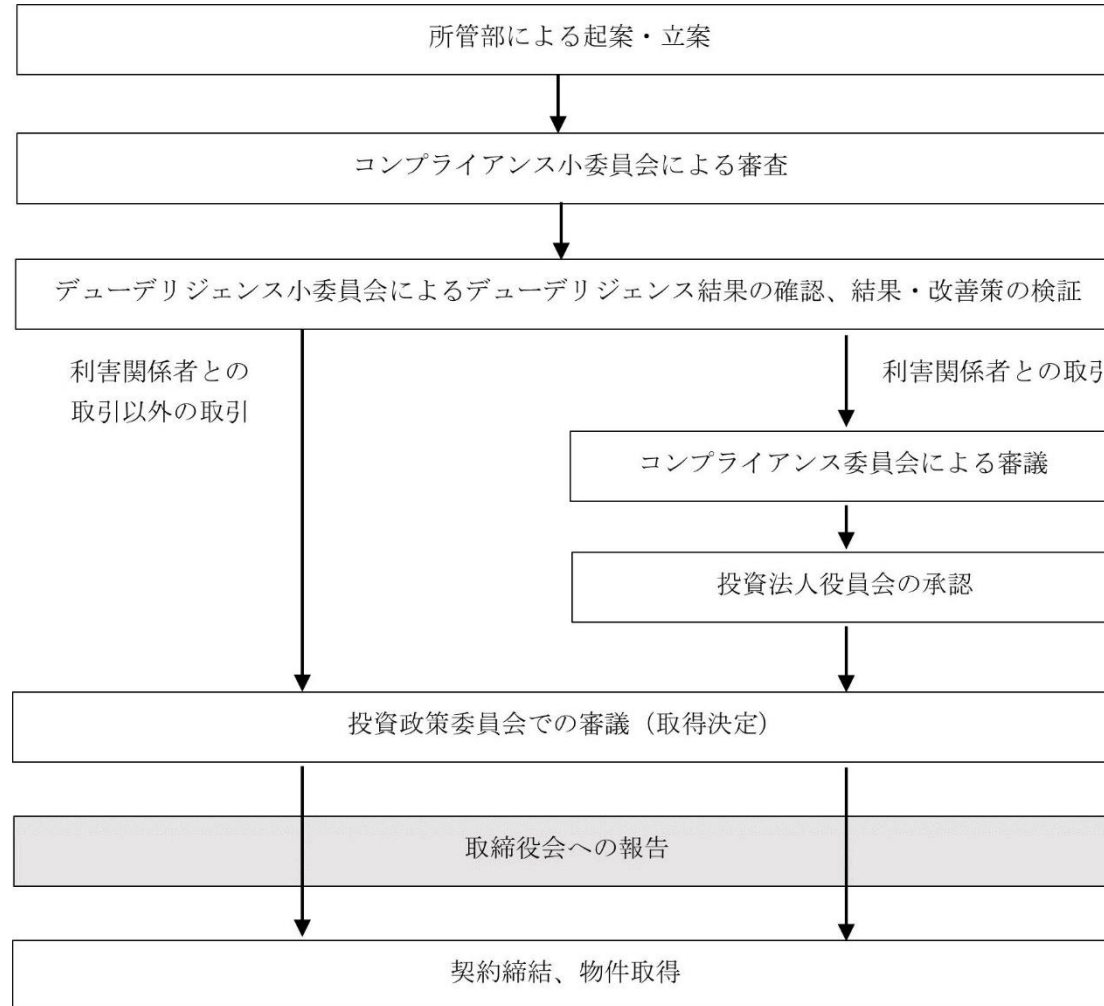 所管部による起案・立案
コンプライアンス小委員会による審査
デューデリジェンス小委員会によるデューデリジェンス結果の確認、結果・改善策の検証
利害関係者との
取引以外の取引
利害関係者との取引
コンプライアンス委員会による審議
投資法人役員会の承認
投資政策委員会での審議（取得決定）
取締役会への報告
契約締結、物件取得